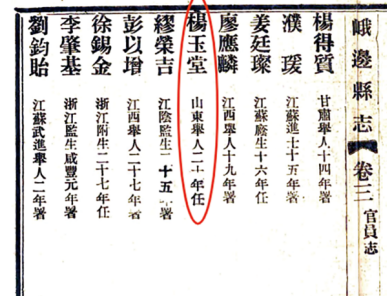 峨邊縣志 卷三 官員志
楊得質 甘肅舉人十四年署
濮瑗 江蘇進士十五年署
姜廷璨 江蘇廕生十六年任
廖應麟 江西舉人十九年署
楊玉堂 山東舉人二十年任
繆榮吉 江陰監生二十五年署
彭以增 江西舉人二十七年署
徐錫金 浙江附生二十七年任
李肇基 浙江監生咸豐元年署
劉鈞貽 江蘇武進舉人二年署